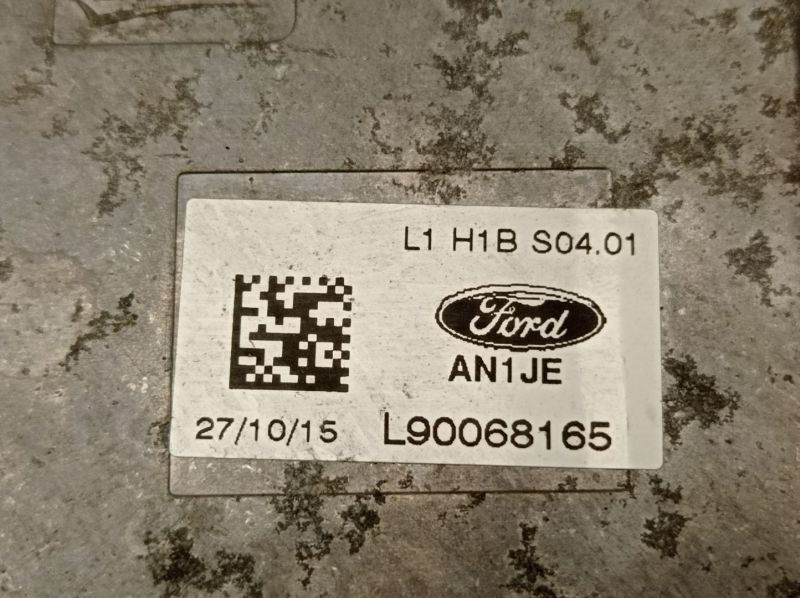 L1 H1B S04.01
Ford
AN1JE
27/10/15 L90068165